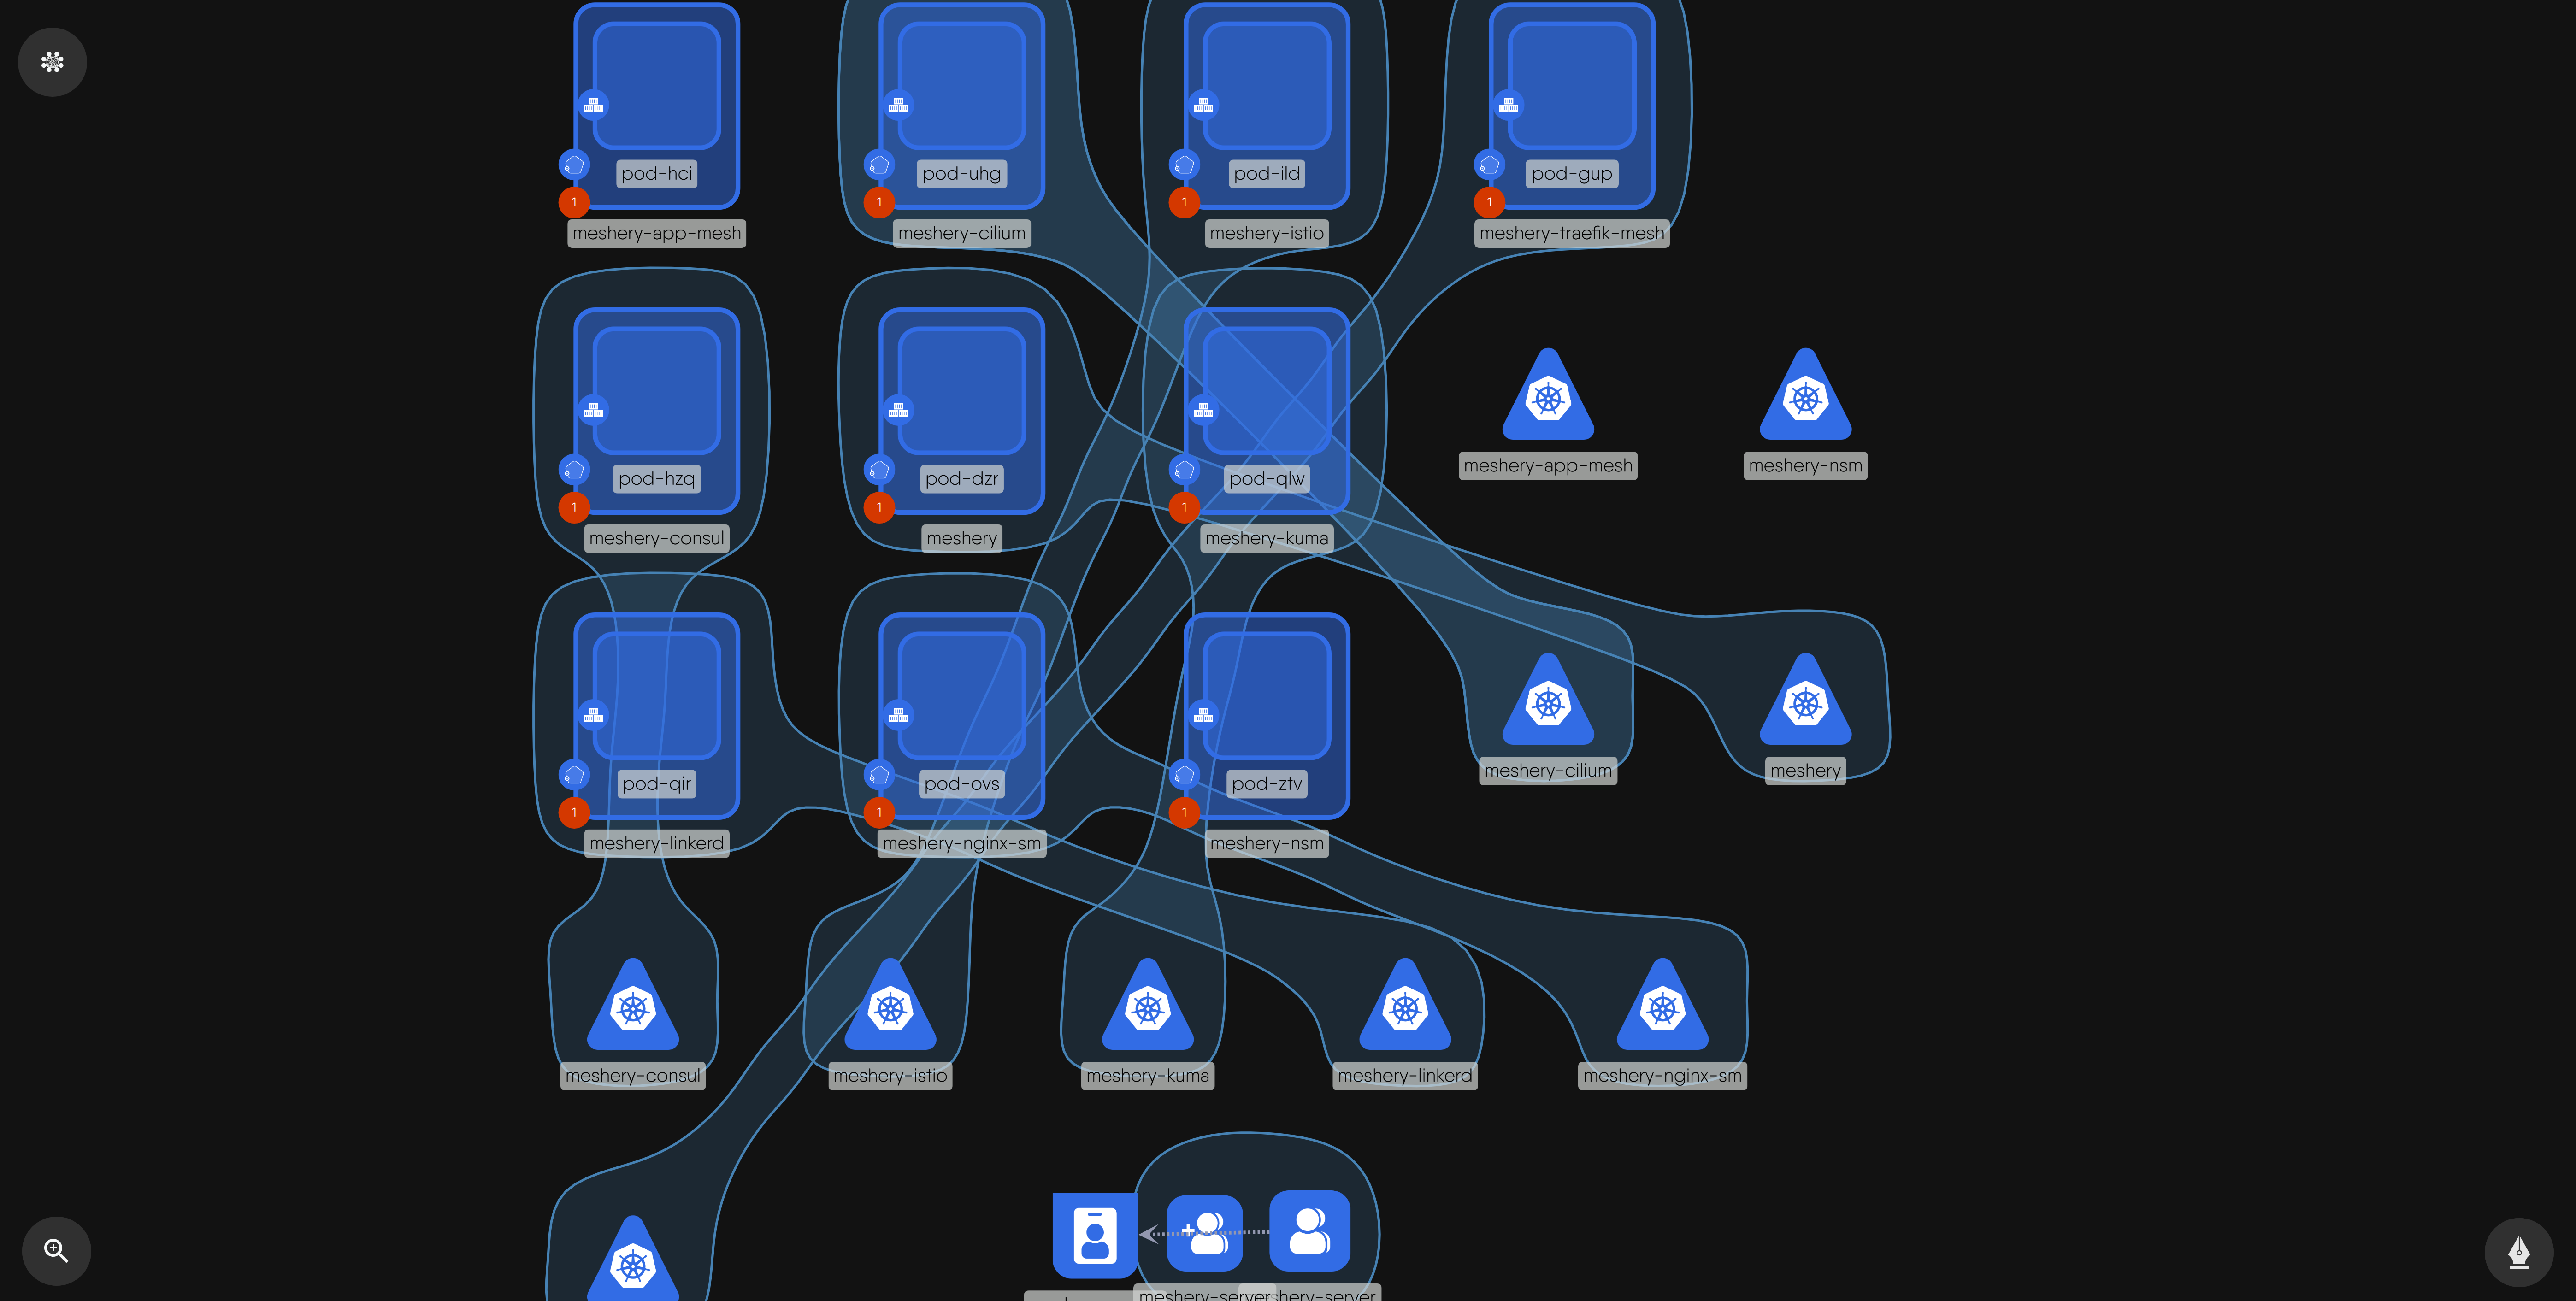 pod-hci
pod-uhg
pod-ild
pod-gup
1
1
1
1
meshery-app-mesh
meshery-cilium
meshery-istio
meshery-traefik-mesh
meshery-app-mesh
meshery-nsm
pod-hzq
pod-dzr
pod-qlw
1
1
1
meshery-consul
meshery
meshery-kuma
meshery-cilium
meshery
pod-qir
pod-ovs
pod-ztv
1
1
1
meshery-linkerd
meshery-nginx-sm
meshery-nsm
meshery-consul
meshery-istio
meshery-kuma
meshery-linkerd
meshery-nginx-sm
meshery-server
hery-server